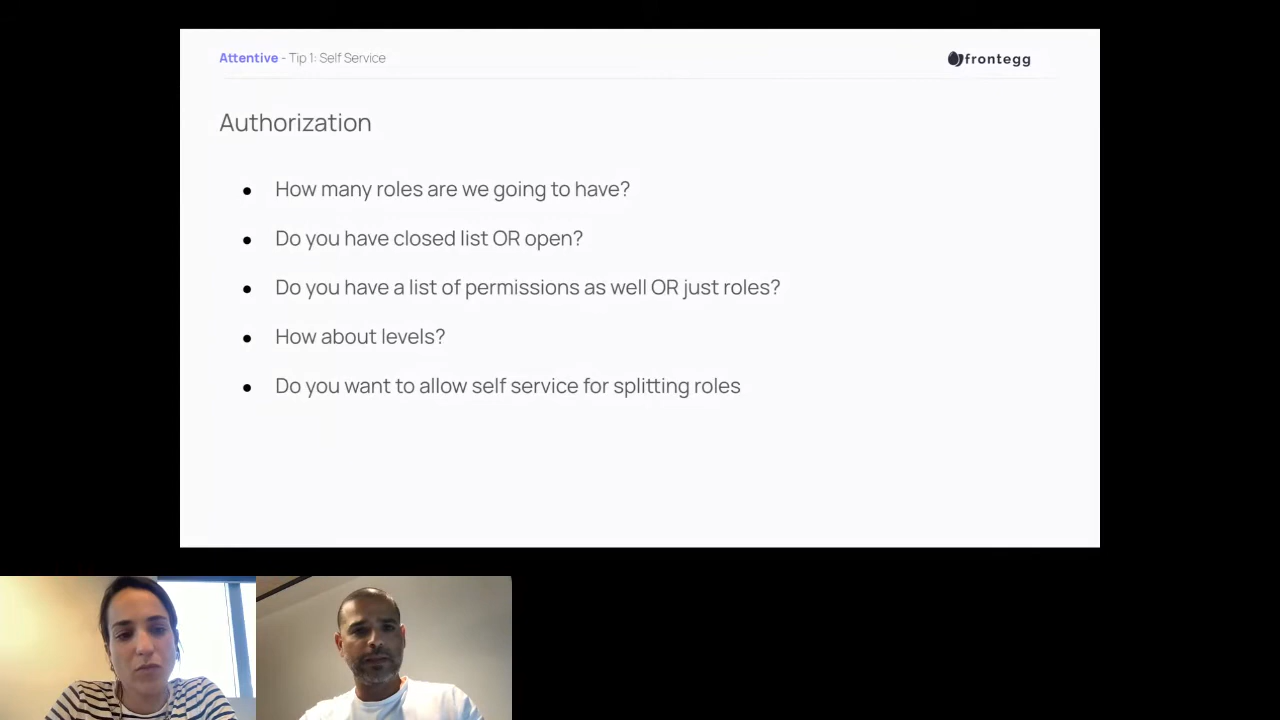 Attentive - Tip 1: Self Service
frontegg
Authorization
● How many roles are we going to have?
● Do you have closed list OR open?
● Do you have a list of permissions as well OR just roles?
● How about levels?
● Do you want to allow self service for splitting roles